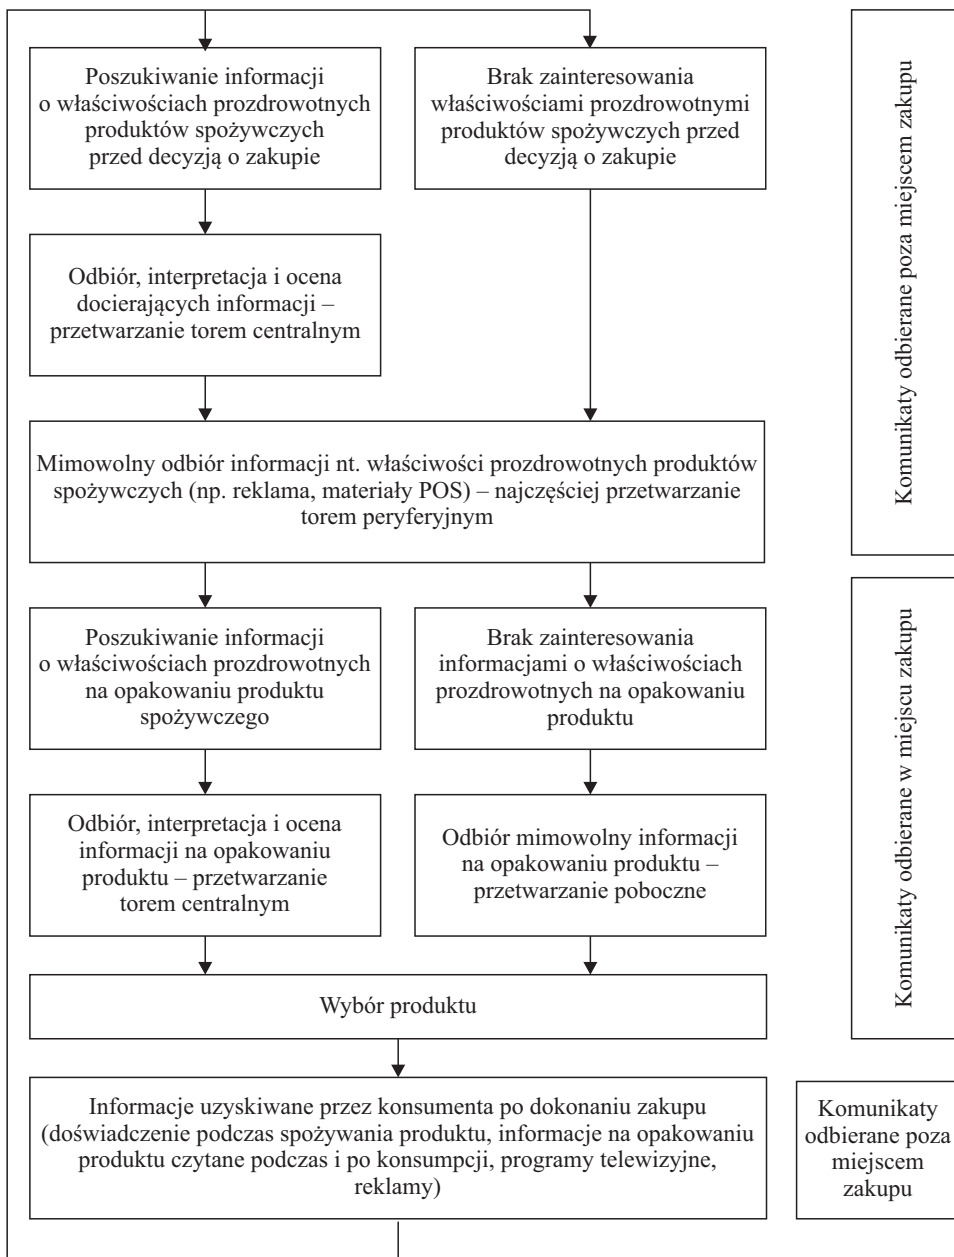 Poszukiwanie informacji
o właściwościach prozdrowotnych
produktów spożywczych
przed decyzją o zakupie
Brak zainteresowania
właściwościami prozdrowotnymi
produktów spożywczych przed
decyzją o zakupie
Komunikaty odbierane poza miejscem zakupu
Odbiór, interpretacja i ocena
docierających informacji –
przetwarzanie torem centralnym
Mimowolny odbiór informacji nt. właściwości prozdrowotnych produktów
spożywczych (np. reklama, materiały POS) – najczęściej przetwarzanie
torem peryferyjnym
Poszukiwanie informacji
o właściwościach prozdrowotnych
na opakowaniu produktu
spożywczego
Brak zainteresowania
informacjami o właściwościach
prozdrowotnych na opakowaniu
produktu
Komunikaty odbierane w miejscu zakupu
Odbiór, interpretacja i ocena
informacji na opakowaniu
produktu – przetwarzanie
torem centralnym
Odbiór mimowolny informacji
na opakowaniu produktu –
przetwarzanie poboczne
Wybór produktu
Informacje uzyskiwane przez konsumenta po dokonaniu zakupu
(doświadczenie podczas spożywania produktu, informacje na opakowaniu
produktu czytane podczas i po konsumpcji, programy telewizyjne,
reklamy)
Komunikaty
odbierane poza
miejscem
zakupu